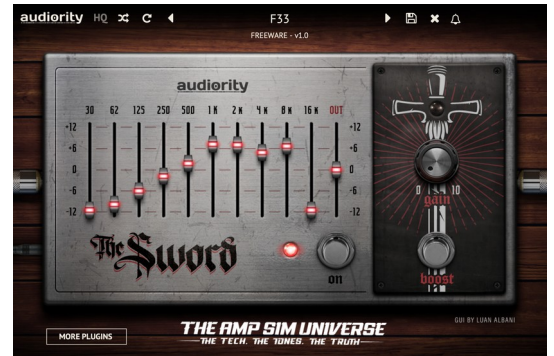 audiority HQ F33
FREEWARE - v1.0
audiority
30 62 125 250 500 1K 2K 4K 8K 16K OUT
+12 +12
+6 +6
0 0
-6 -6
-12 -12
0 10
gain
The Sword
on
boost
GUI BY LUAN ALBANI
MORE PLUGINS
THE AMP SIM UNIVERSE
THE TECH. THE TONES. THE TRUTH